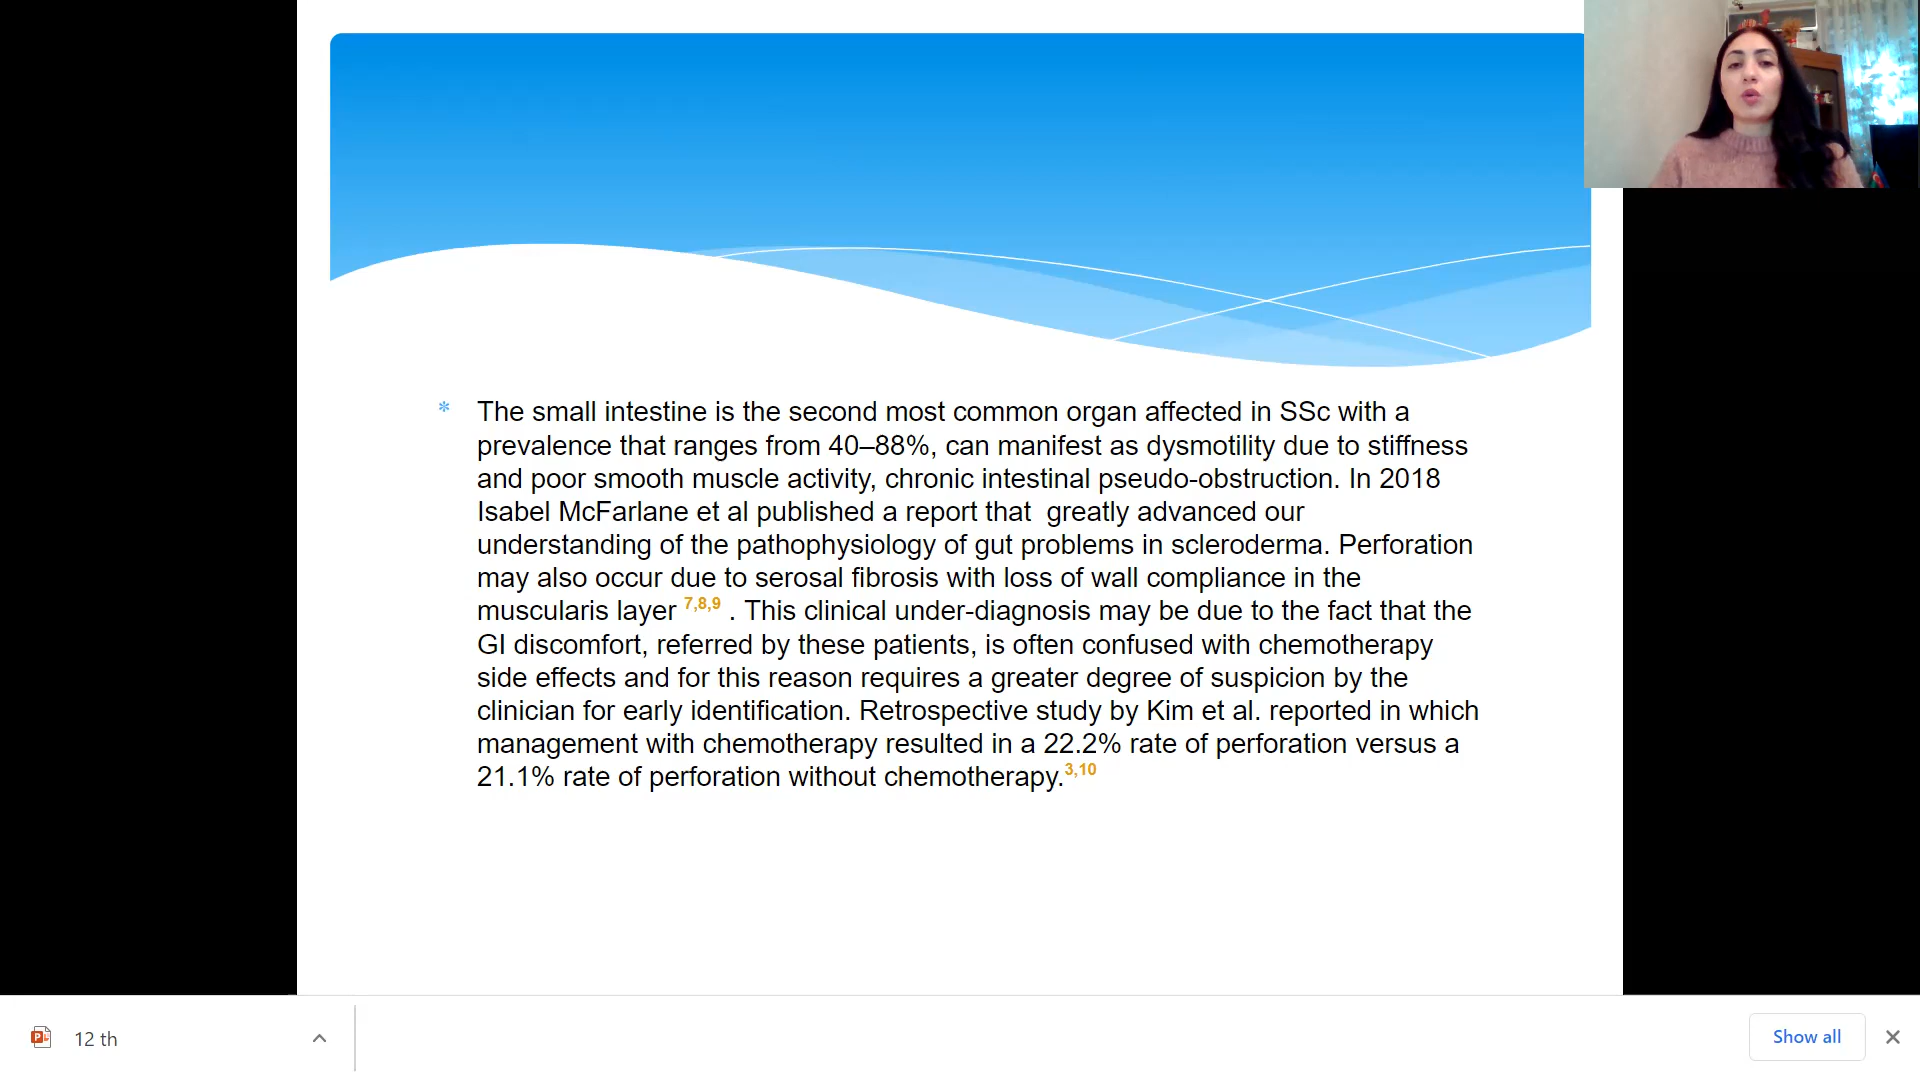 * The small intestine is the second most common organ affected in SSc with a
prevalence that ranges from 40–88%, can manifest as dysmotility due to stiffness
and poor smooth muscle activity, chronic intestinal pseudo-obstruction. In 2018
Isabel McFarlane et al published a report that  greatly advanced our
understanding of the pathophysiology of gut problems in scleroderma. Perforation
may also occur due to serosal fibrosis with loss of wall compliance in the
muscularis layer 7,8,9 . This clinical under-diagnosis may be due to the fact that the
GI discomfort, referred by these patients, is often confused with chemotherapy
side effects and for this reason requires a greater degree of suspicion by the
clinician for early identification. Retrospective study by Kim et al. reported in which
management with chemotherapy resulted in a 22.2% rate of perforation versus a
21.1% rate of perforation without chemotherapy.3,10
12 th
Show all